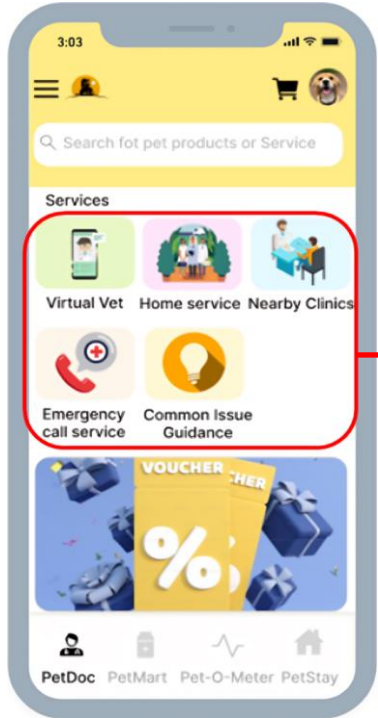 3:03
Search fot pet products or Service
Services
Virtual Vet Home service Nearby Clinics
Emergency Common Issue
call service Guidance
VOUCHER CHER
%
PetDoc PetMart Pet-O-Meter PetStay